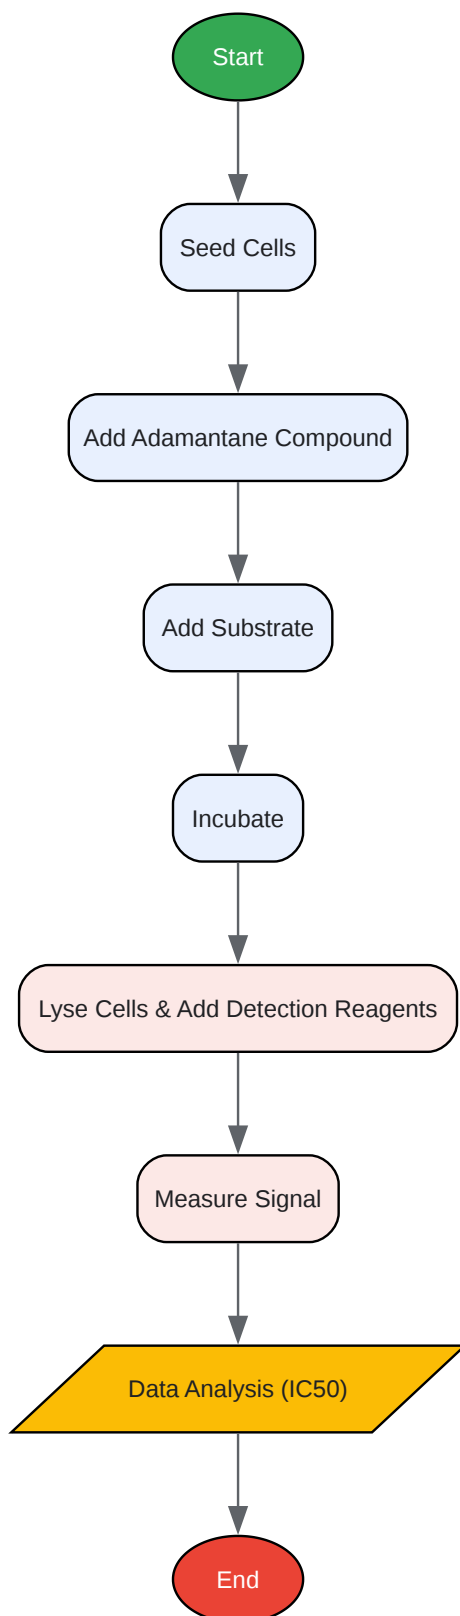 Start
Seed Cells
Add Adamantane Compound
Add Substrate
Incubate
Lyse Cells & Add Detection Reagents
Measure Signal
Data Analysis (IC50)
End